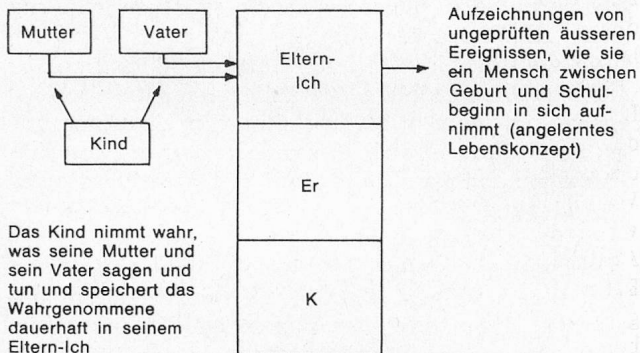 Mutter
Vater
Kind
Eltern-
Ich
Er
K
Aufzeichnungen von
ungeprüften äusseren
Ereignissen, wie sie
ein Mensch zwischen
Geburt und Schul-
beginn in sich auf-
nimmt (angelerntes
Lebenskonzept)
Das Kind nimmt wahr,
was seine Mutter und
sein Vater sagen und
tun und speichert das
Wahrgenommene
dauerhaft in seinem
Eltern-Ich